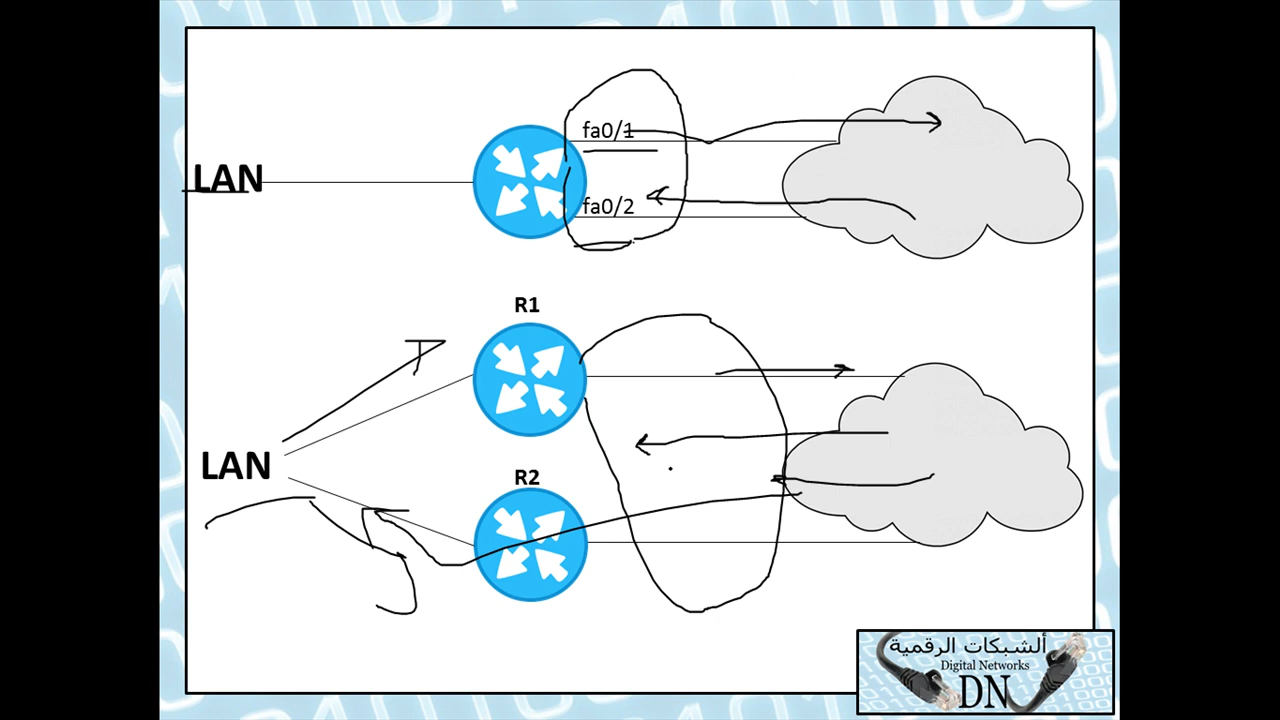 fa0/1
LAN
fa0/2
R1
LAN
R2
ألشبكات الرقمية
Digital Networks
DN